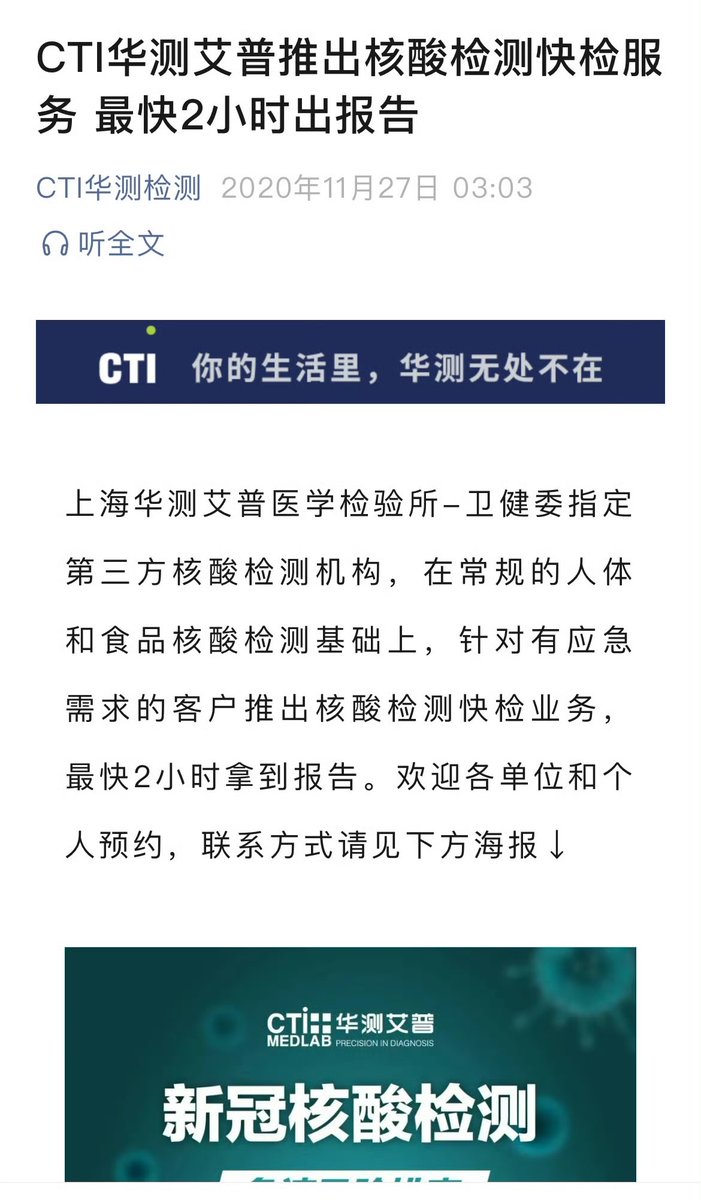 CTI华测艾普推出核酸检测快检服
务 最快2小时出报告
CTI华测检测 2020年11月27日 03:03
听全文
CTI 你的生活里，华测无处不在
上海华测艾普医学检验所–卫健委指定
第三方核酸检测机构，在常规的人体
和食品核酸检测基础上，针对有应急
需求的客户推出核酸检测快检业务，
最快2小时拿到报告。欢迎各单位和个
人预约，联系方式请见下方海报↓
CTI 华测艾普
MEDLAB PRECISION IN DIAGNOSIS
新冠核酸检测